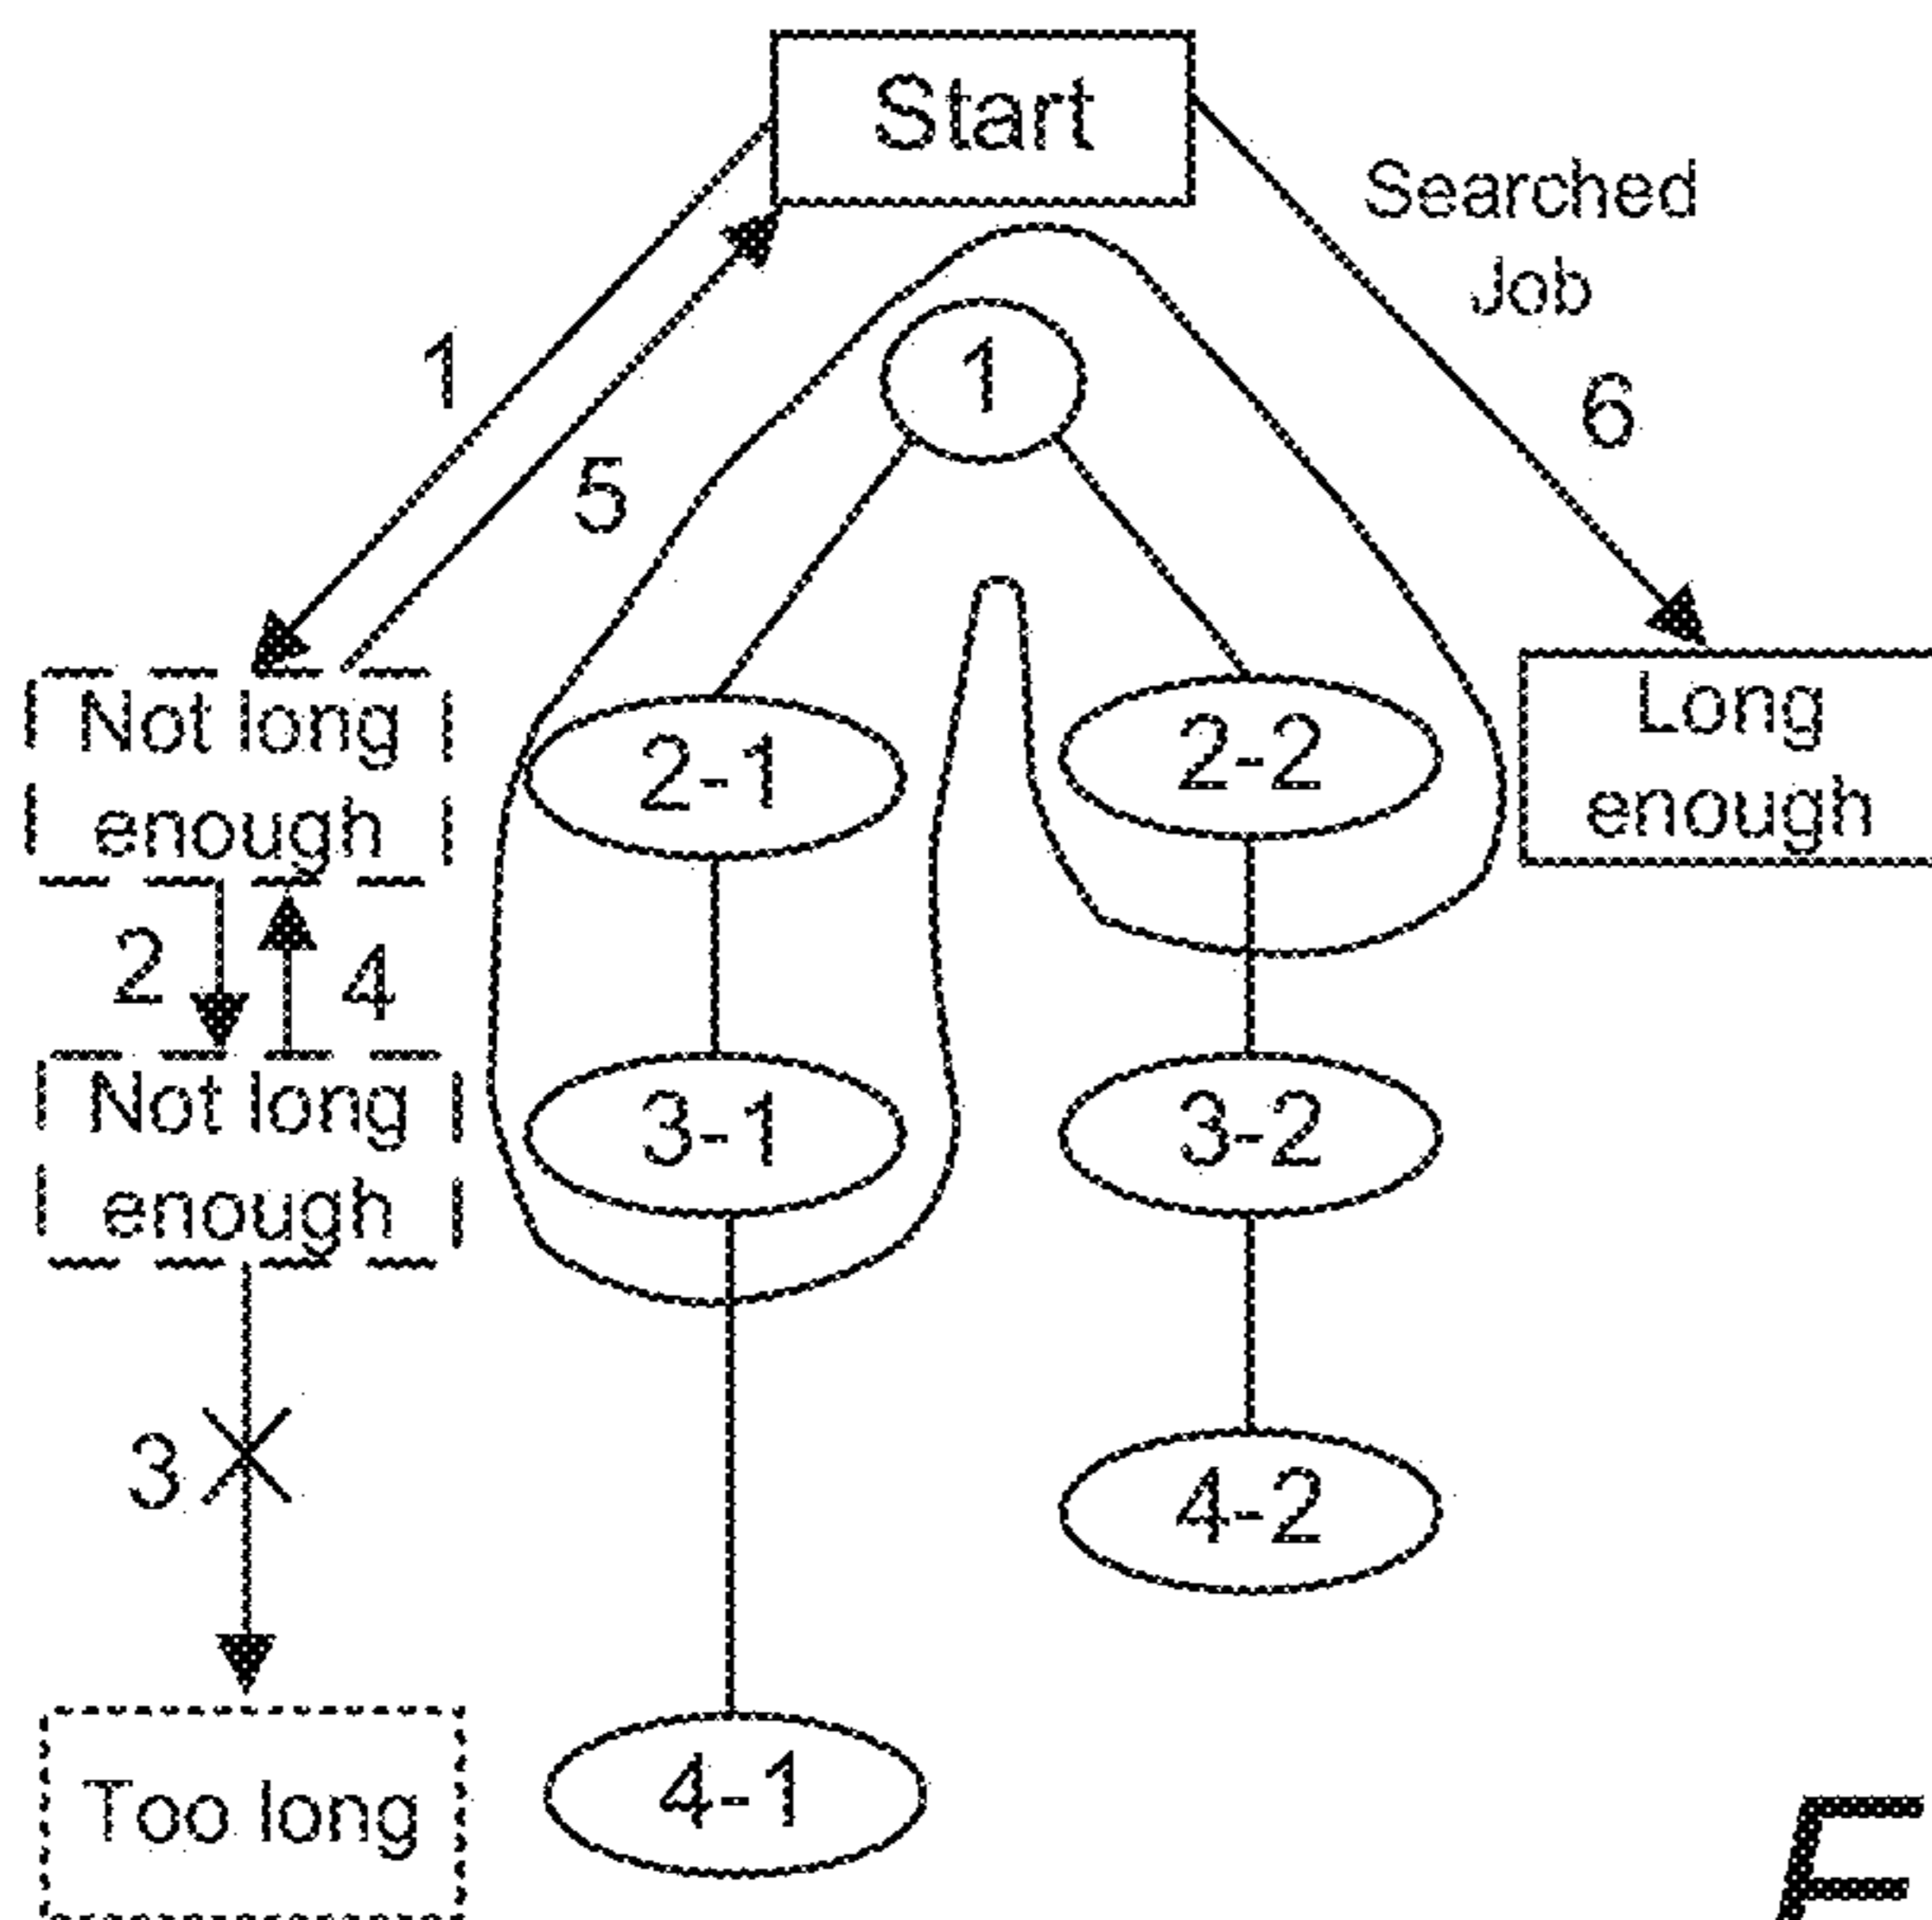 Start
Searched
Job
1
1
6
5
Not long
enough
2-1
2-2
Long
enough
2
4
Not long
enough
3-1
3-2
3
4-2
Too long
4-1
F